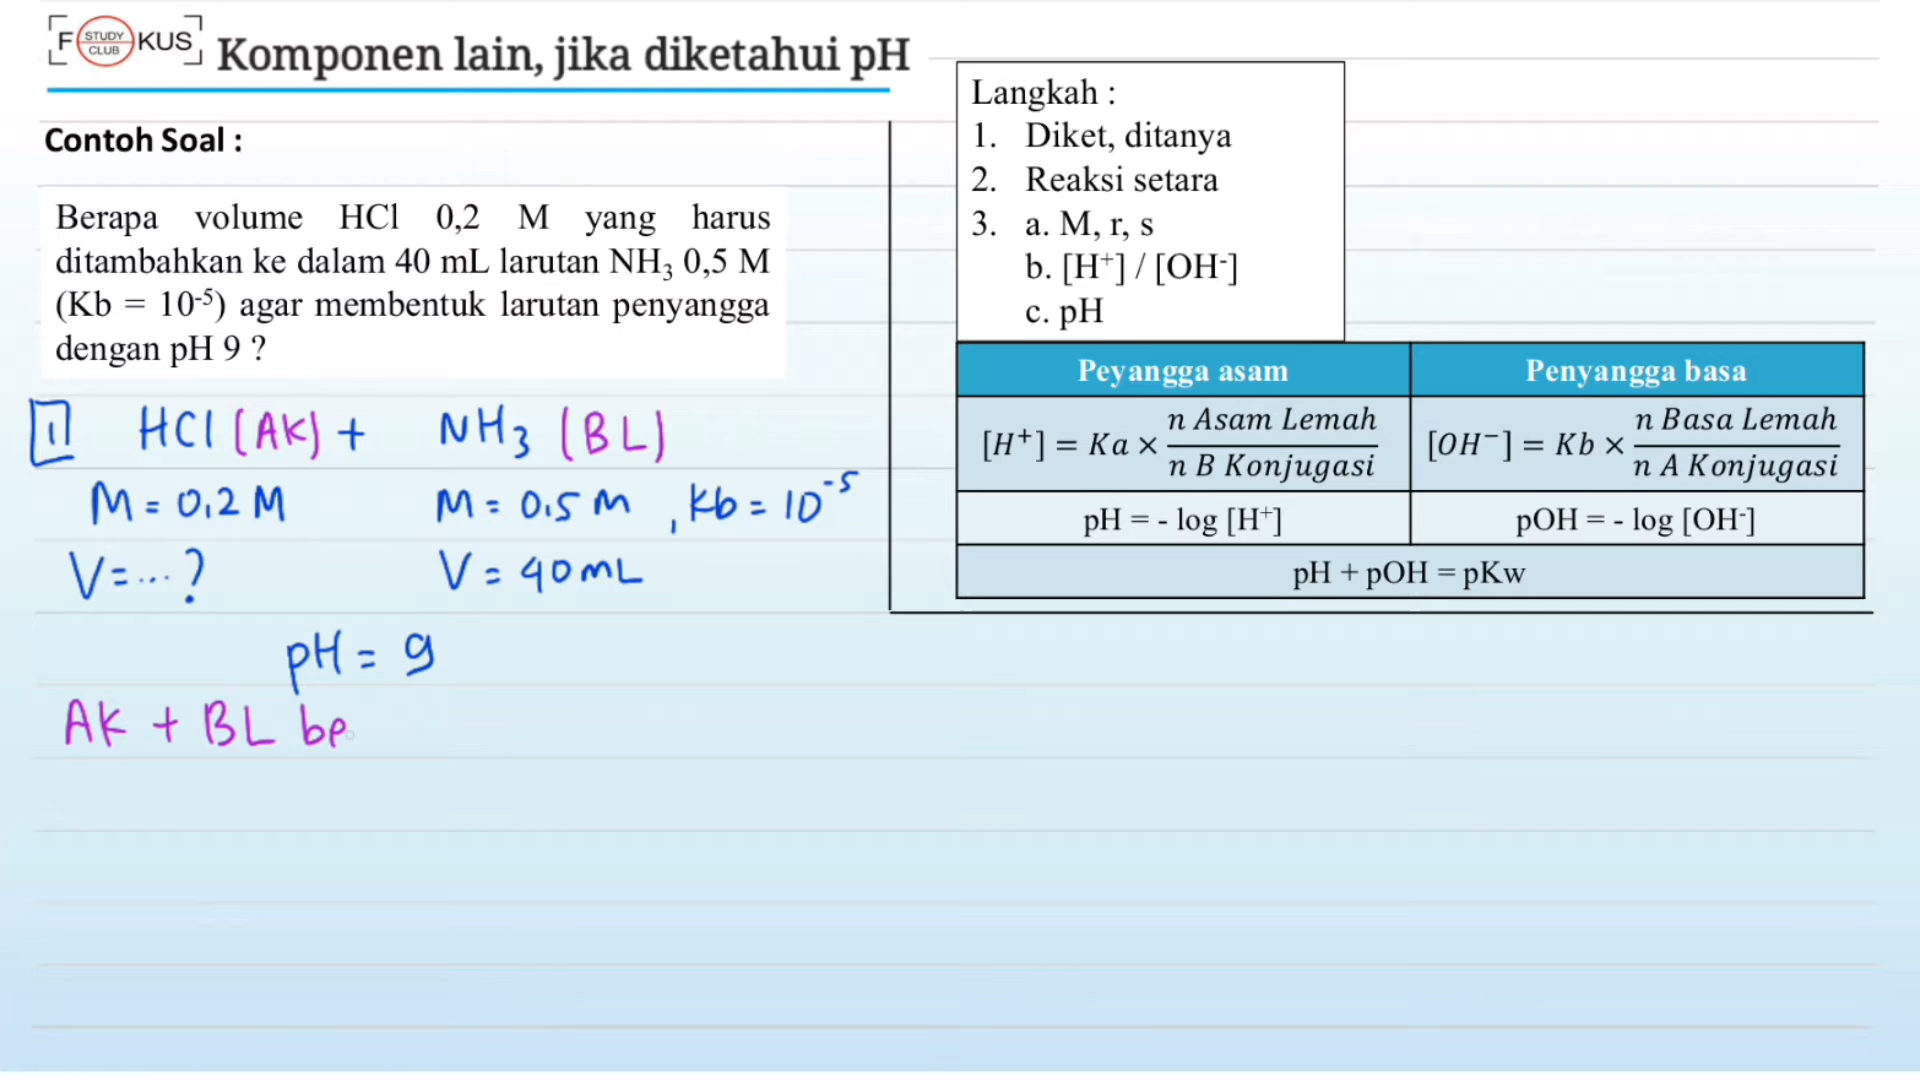 FOKUS STUDY CLUB
Komponen lain, jika diketahui pH
Contoh Soal :
Berapa volume HCl 0,2 M yang harus
ditambahkan ke dalam 40 mL larutan NH₃ 0,5 M
(Kb = 10⁻⁵) agar membentuk larutan penyangga
dengan pH 9 ?
1 HCl (AK) + NH₃ (BL)
M = 0,2 M M = 0,5 M , Kb = 10⁻⁵
V = ... ? V = 40 mL
pH = 9
AK + BL be
Langkah :
1. Diket, ditanya
2. Reaksi setara
3. a. M, r, s
b. [H⁺] / [OH⁻]
c. pH
Peyangga asam Penyangga basa
[H⁺] = Ka × n Asam Lemah / n B Konjugasi [OH⁻] = Kb × n Basa Lemah / n A Konjugasi
pH = - log [H⁺] pOH = - log [OH⁻]
pH + pOH = pKw